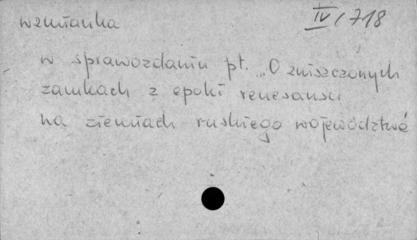 wzmianka IV/718
w sprawozdaniu pt. „O zniszczonych
zamkach z epoki renesansu
na ziemiach ruskiego województwa